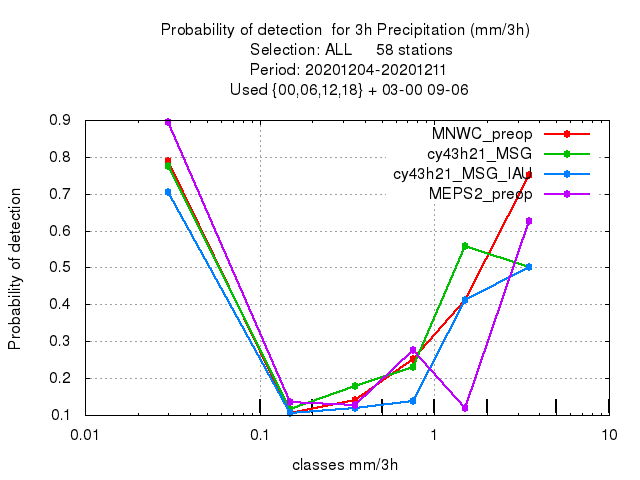 Probability of detection  for 3h Precipitation (mm/3h)
Selection: ALL     58 stations
Period: 20201204-20201211
Used {00,06,12,18} + 03-00 09-06
MNWC_preop
cy43h21_MSG
cy43h21_MSG_IAU
MEPS2_preop
Probability of detection
0.9
0.8
0.7
0.6
0.5
0.4
0.3
0.2
0.1
0.01 0.1 1 10
classes mm/3h